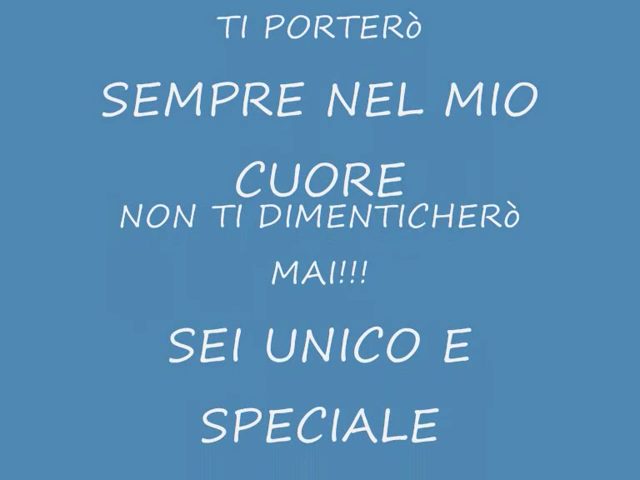 TI PORTERò
SEMPRE NEL MIO
CUORE
NON TI DIMENTICHERò
MAI!!!
SEI UNICO E
SPECIALE